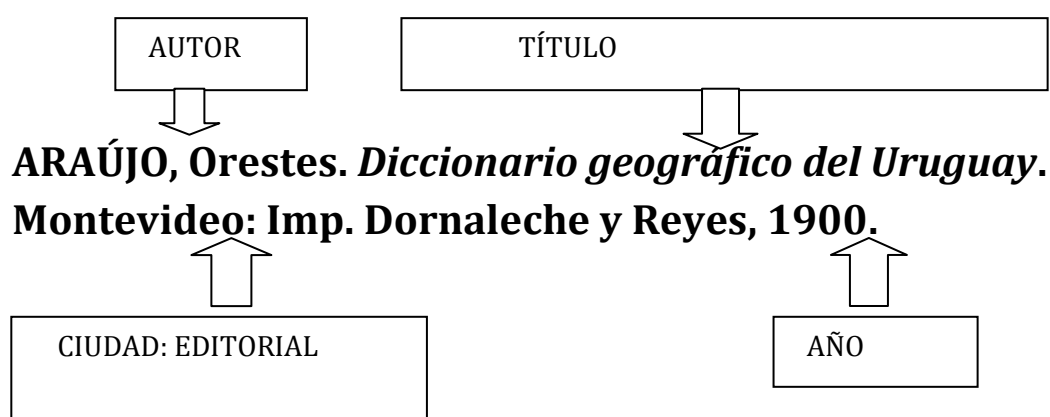 AUTOR
TÍTULO
ARAÚJO, Orestes. Diccionario geográfico del Uruguay.
Montevideo: Imp. Dornaleche y Reyes, 1900.
CIUDAD: EDITORIAL
AÑO